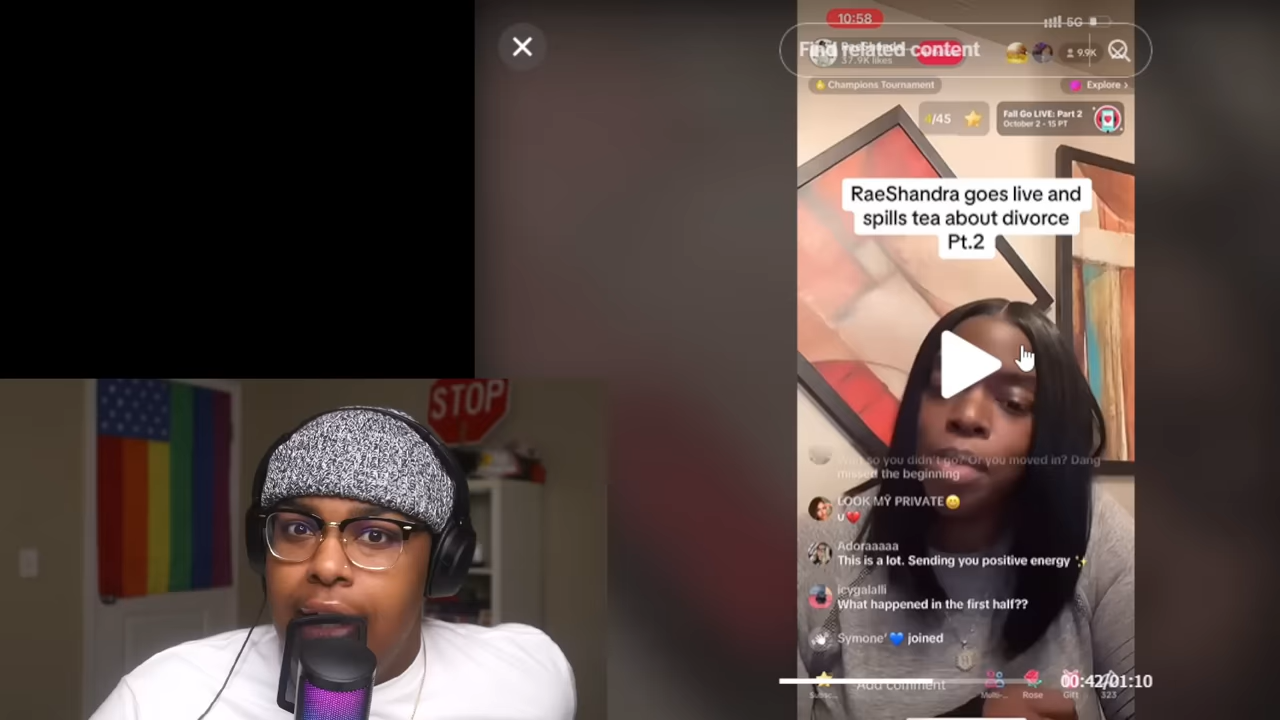 10:58
5G
Find related content
37.9K likes
9.9K
Champions Tournament
Explore ›
/45
Fall Go LIVE: Part 2
October 2 - 15 PT
RaeShandra goes live and
spills tea about divorce
Pt.2
STOP
so you didn't go? Or you moved in? Dang
missed the beginning
LOOK MY PRIVATE😊
u❤️
Adoraaaaa
This is a lot. Sending you positive energy ✨
icygalalli
What happened in the first half??
Symone' 💙 joined
Add comment
00:42/01:10
Multi-...
Rose
Gift
323